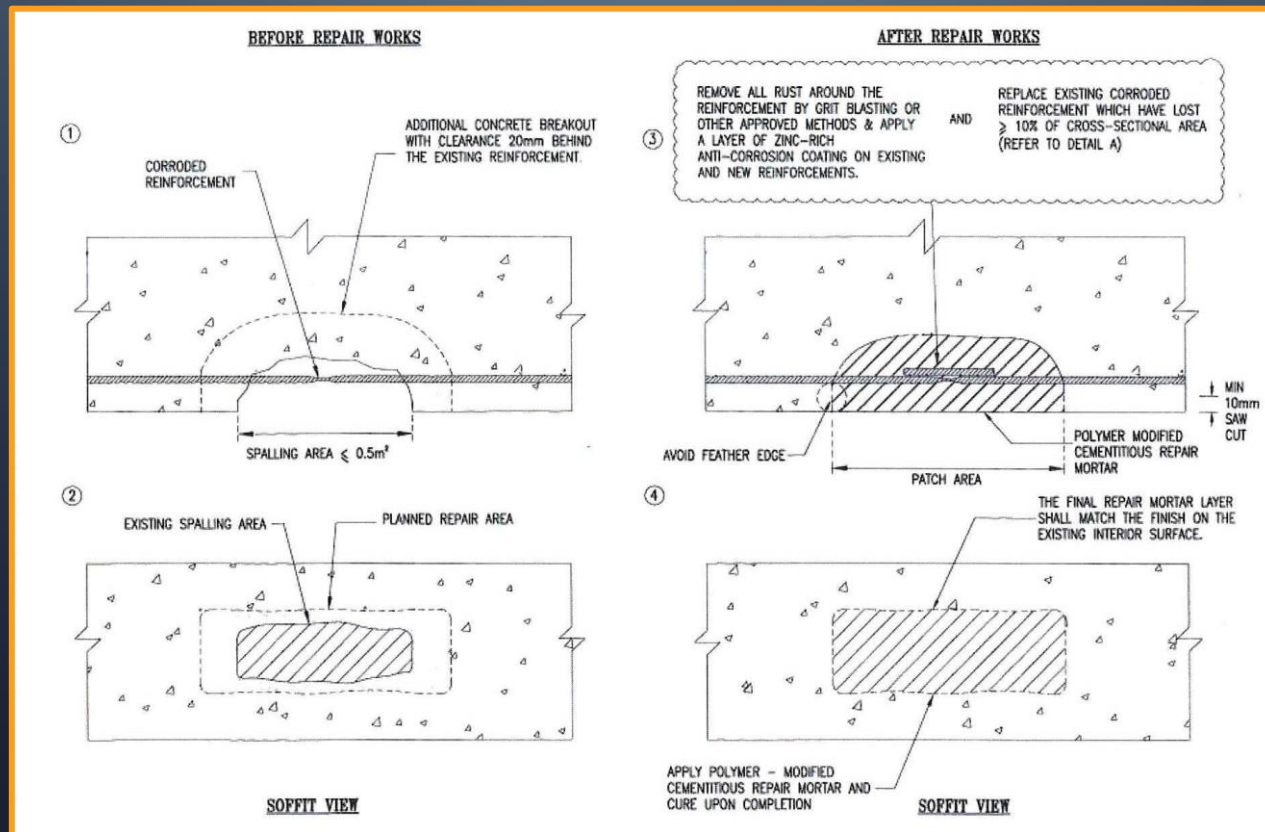 BEFORE REPAIR WORKS
①
CORRODED
REINFORCEMENT
ADDITIONAL CONCRETE BREAKOUT
WITH CLEARANCE 20mm BEHIND
THE EXISTING REINFORCEMENT.
SPALLING AREA ⩽ 0.5m²
②
EXISTING SPALLING AREA
PLANNED REPAIR AREA
SOFFIT VIEW
AFTER REPAIR WORKS
③
REMOVE ALL RUST AROUND THE
REINFORCEMENT BY GRIT BLASTING OR
OTHER APPROVED METHODS & APPLY
A LAYER OF ZINC-RICH
ANTI-CORROSION COATING ON EXISTING
AND NEW REINFORCEMENTS.
AND
REPLACE EXISTING CORRODED
REINFORCEMENT WHICH HAVE LOST
⩾ 10% OF CROSS-SECTIONAL AREA
(REFER TO DETAIL A)
MIN
10mm
SAW
CUT
AVOID FEATHER EDGE
POLYMER MODIFIED
CEMENTITIOUS REPAIR
MORTAR
PATCH AREA
④
THE FINAL REPAIR MORTAR LAYER
SHALL MATCH THE FINISH ON THE
EXISTING INTERIOR SURFACE.
APPLY POLYMER - MODIFIED
CEMENTITIOUS REPAIR MORTAR AND
CURE UPON COMPLETION
SOFFIT VIEW